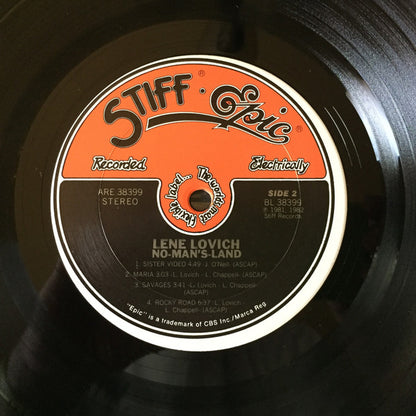 STIFF · Epic®
Recorded Electrically
The world's most
flexible label...
ARE 38399
STEREO
SIDE 2
BL 38399
℗ 1981, 1982
Stiff Records
LENE LOVICH
NO-MAN'S-LAND
1. SISTER VIDEO 4:49 -J. O'Neill- (ASCAP)
2. MARIA 3:03 -L. Lovich - L. Chappell- (ASCAP)
3. SAVAGES 3:41 -L. Lovich - L. Chappell-
(ASCAP)
4. ROCKY ROAD 6:37 -L. Lovich -
L. Chappell- (ASCAP)
"Epic" is a trademark of CBS Inc./Marca Reg.